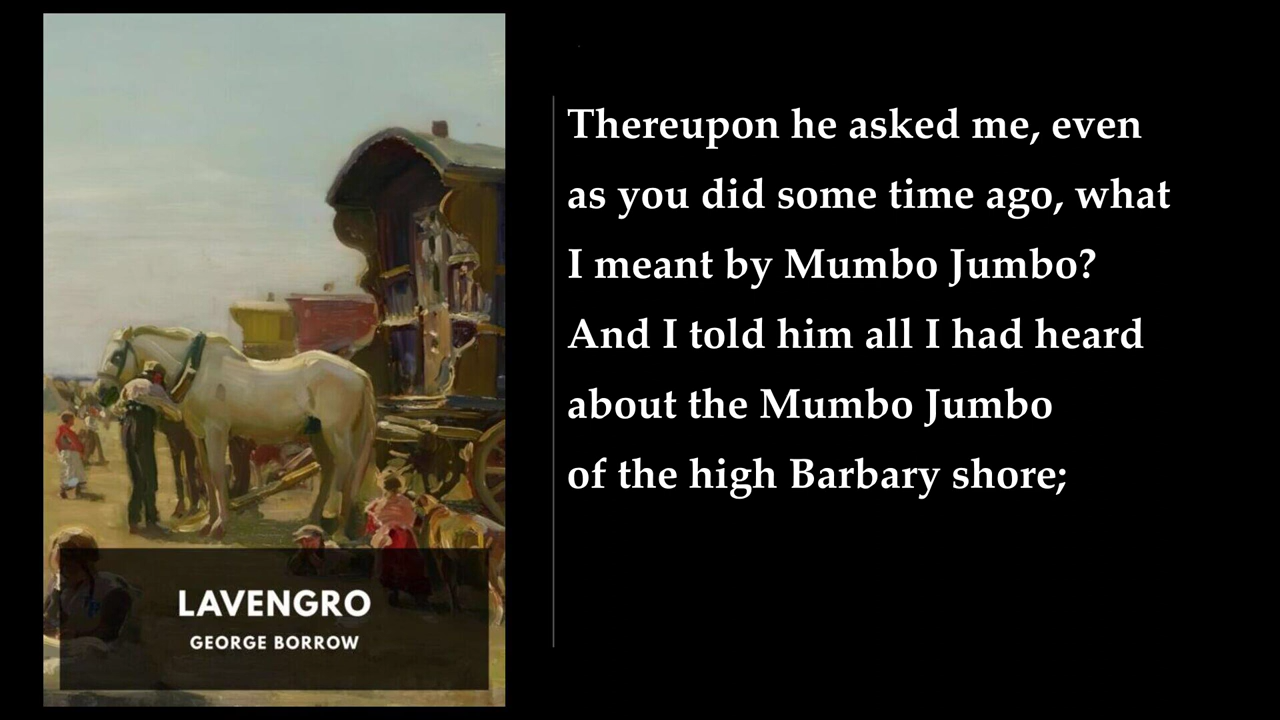 LAVENGRO
GEORGE BORROW
Thereupon he asked me, even
as you did some time ago, what
I meant by Mumbo Jumbo?
And I told him all I had heard
about the Mumbo Jumbo
of the high Barbary shore;